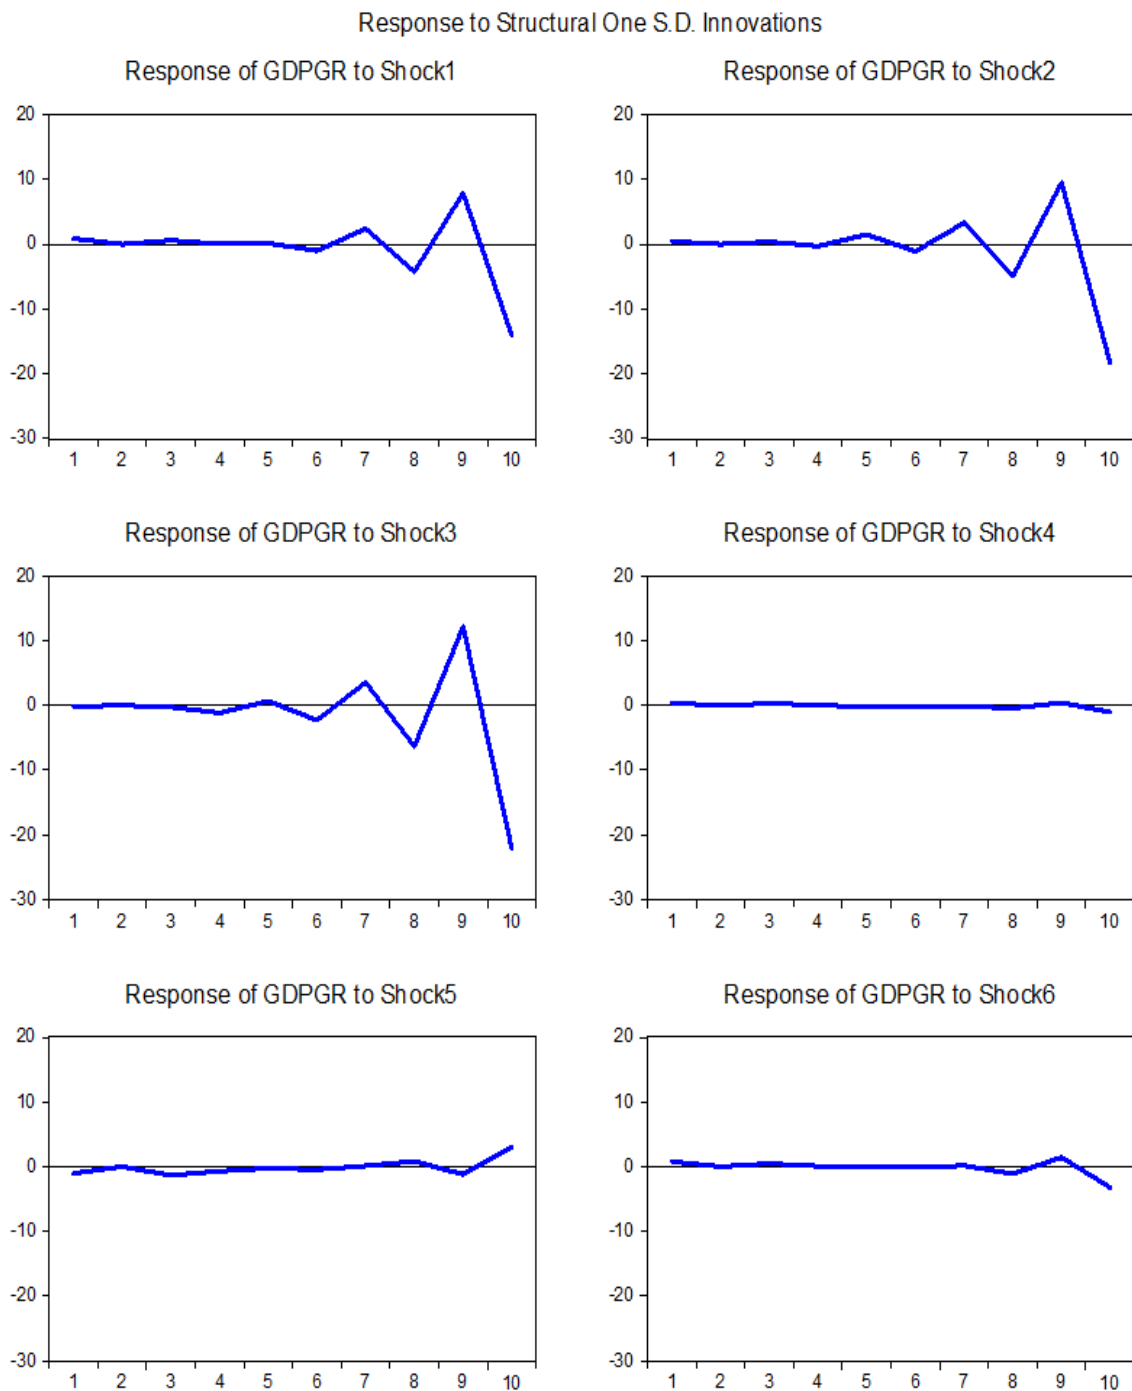 Response to Structural One S.D. Innovations
Response of GDPGR to Shock1
20
10
0
-10
-20
-30
1 2 3 4 5 6 7 8 9 10
Response of GDPGR to Shock2
20
10
0
-10
-20
-30
1 2 3 4 5 6 7 8 9 10
Response of GDPGR to Shock3
20
10
0
-10
-20
-30
1 2 3 4 5 6 7 8 9 10
Response of GDPGR to Shock4
20
10
0
-10
-20
-30
1 2 3 4 5 6 7 8 9 10
Response of GDPGR to Shock5
20
10
0
-10
-20
-30
1 2 3 4 5 6 7 8 9 10
Response of GDPGR to Shock6
20
10
0
-10
-20
-30
1 2 3 4 5 6 7 8 9 10